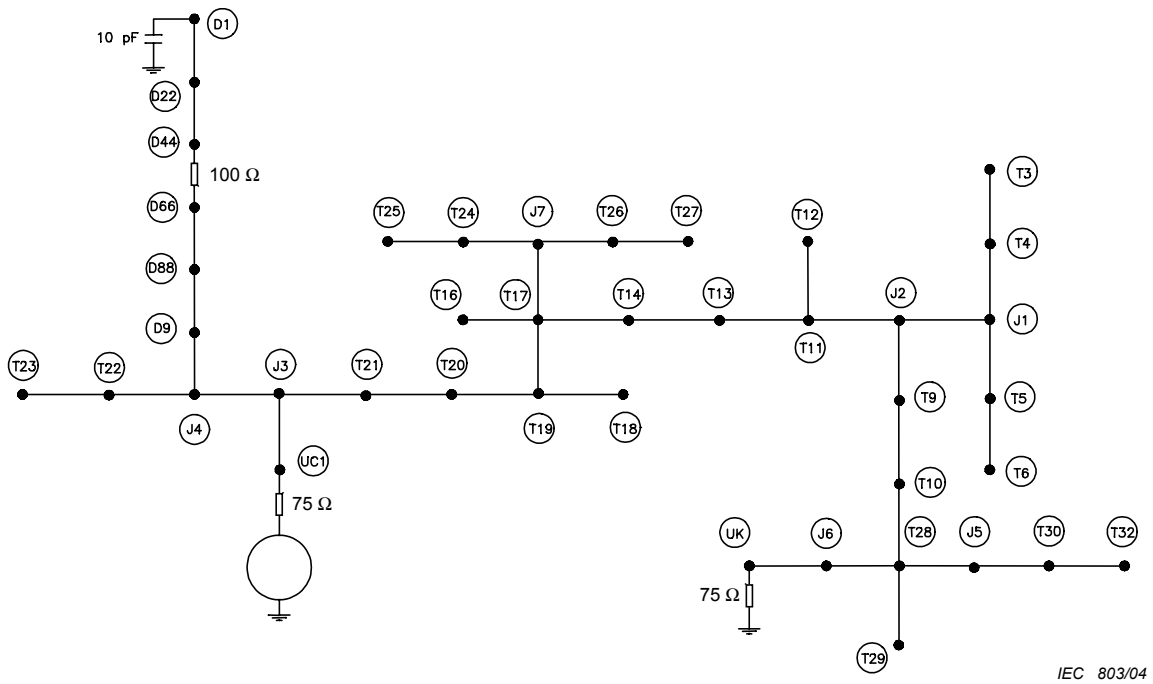 D1
10 pF
D22
D44
100 Ω
D66
T3
T25
T24
J7
T26
T27
T12
T4
D88
T16
T17
T14
T13
J2
D9
J1
T11
T23
T22
J3
T21
T20
T9
T5
J4
T19
T18
UC1
T6
T10
75 Ω
UK
J6
T28
J5
T30
T32
75 Ω
T29
IEC 803/04